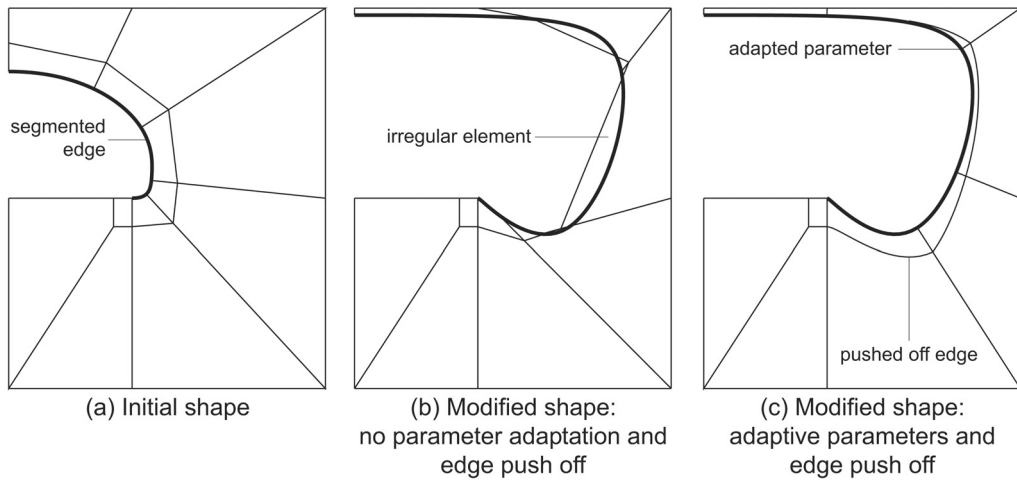 segmented
edge
irregular element
adapted parameter
pushed off edge
(a) Initial shape
(b) Modified shape:
no parameter adaptation and
edge push off
(c) Modified shape:
adaptive parameters and
edge push off